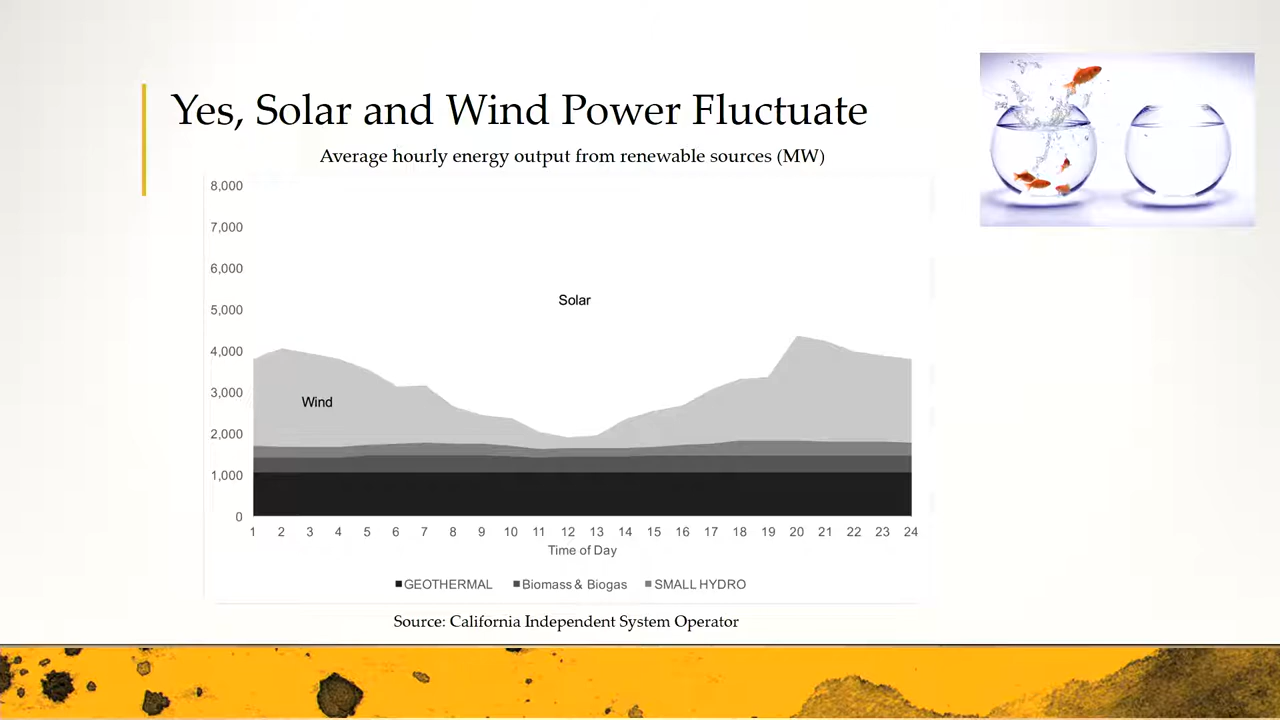 Yes, Solar and Wind Power Fluctuate
Average hourly energy output from renewable sources (MW)
8,000
7,000
6,000
5,000
4,000
3,000
2,000
1,000
0
Solar
Wind
1 2 3 4 5 6 7 8 9 10 11 12 13 14 15 16 17 18 19 20 21 22 23 24
Time of Day
GEOTHERMAL Biomass & Biogas SMALL HYDRO
Source: California Independent System Operator